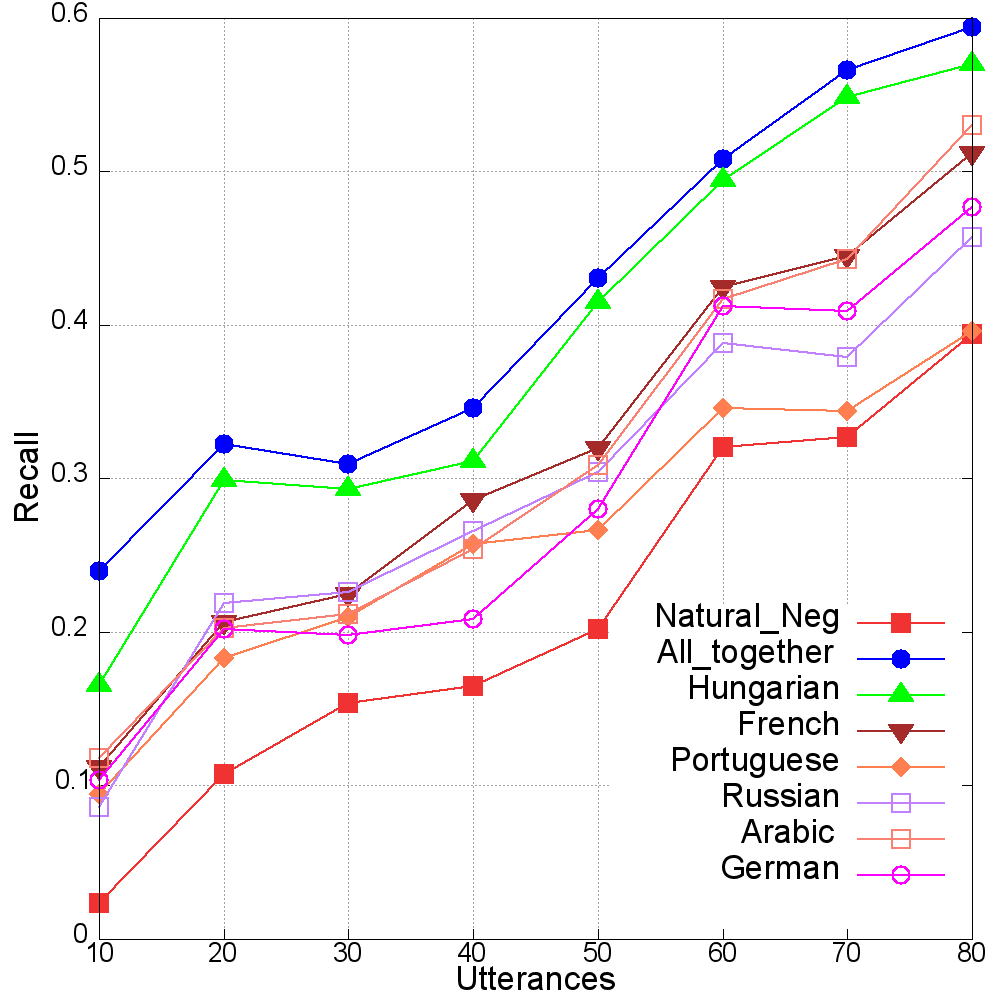 0.6
0.5
0.4
0.3
0.2
0.1
0
Recall
10 20 30 40 50 60 70 80
Utterances
Natural_Neg
All_together
Hungarian
French
Portuguese
Russian
Arabic
German